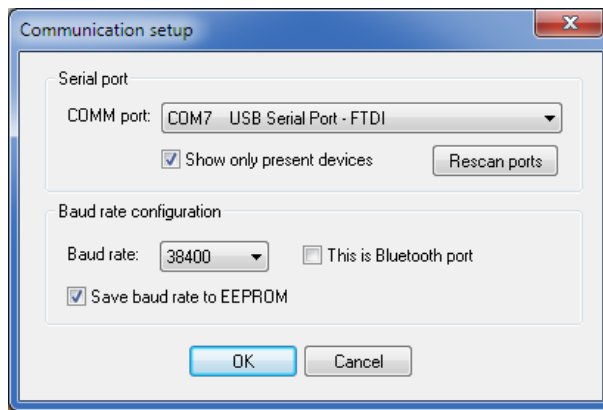 Communication setup
Serial port
COMM port: COM7 USB Serial Port - FTDI
Show only present devices Rescan ports
Baud rate configuration
Baud rate: 38400 This is Bluetooth port
Save baud rate to EEPROM
OK Cancel